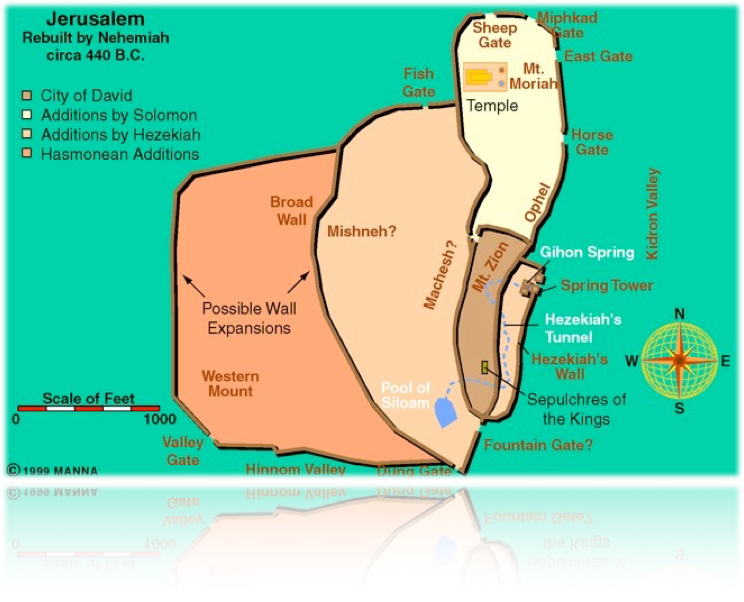 Jerusalem
Rebuilt by Nehemiah
circa 440 B.C.
City of David
Additions by Solomon
Additions by Hezekiah
Hasmonean Additions
Sheep
Gate
Miphkad
Gate
East Gate
Mt.
Moriah
Temple
Fish
Gate
Horse
Gate
Ophel
Kidron Valley
Broad
Wall
Mishneh?
Machesh?
Mt. Zion
Gihon Spring
Spring Tower
Possible Wall
Expansions
Hezekiah's
Tunnel
Hezekiah's
Wall
N
W
E
S
Western
Mount
Pool of
Siloam
Sepulchres of
the Kings
Scale of Feet
0
1000
Valley
Gate
Fountain Gate?
Hinnom Valley
Dung Gate
© 1999 MANNA